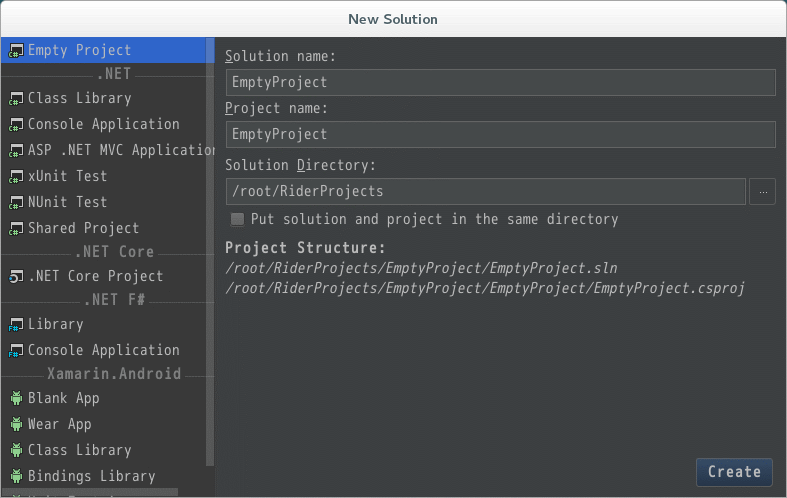 New Solution
Empty Project
.NET
Class Library
Console Application
ASP .NET MVC Application
xUnit Test
NUnit Test
Shared Project
.NET Core
.NET Core Project
.NET F#
Library
Console Application
Xamarin.Android
Blank App
Wear App
Class Library
Bindings Library
Solution name:
EmptyProject
Project name:
EmptyProject
Solution Directory:
/root/RiderProjects
...
Put solution and project in the same directory
Project Structure:
/root/RiderProjects/EmptyProject/EmptyProject.sln
/root/RiderProjects/EmptyProject/EmptyProject/EmptyProject.csproj
Create